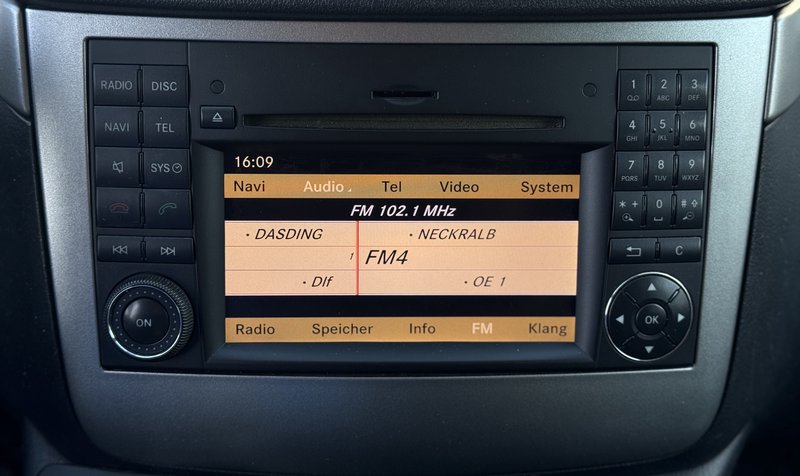 RADIO DISC
NAVI TEL
SYS
ON
16:09
Navi Audio Tel Video System
FM 102.1 MHz
• DASDING • NECKRALB
1 FM4
• Dlf • OE 1
Radio Speicher Info FM Klang
1 2 ABC 3 DEF
4 GHI 5 JKL 6 MNO
7 PQRS 8 TUV 9 WXYZ
* + 0 #
C
OK